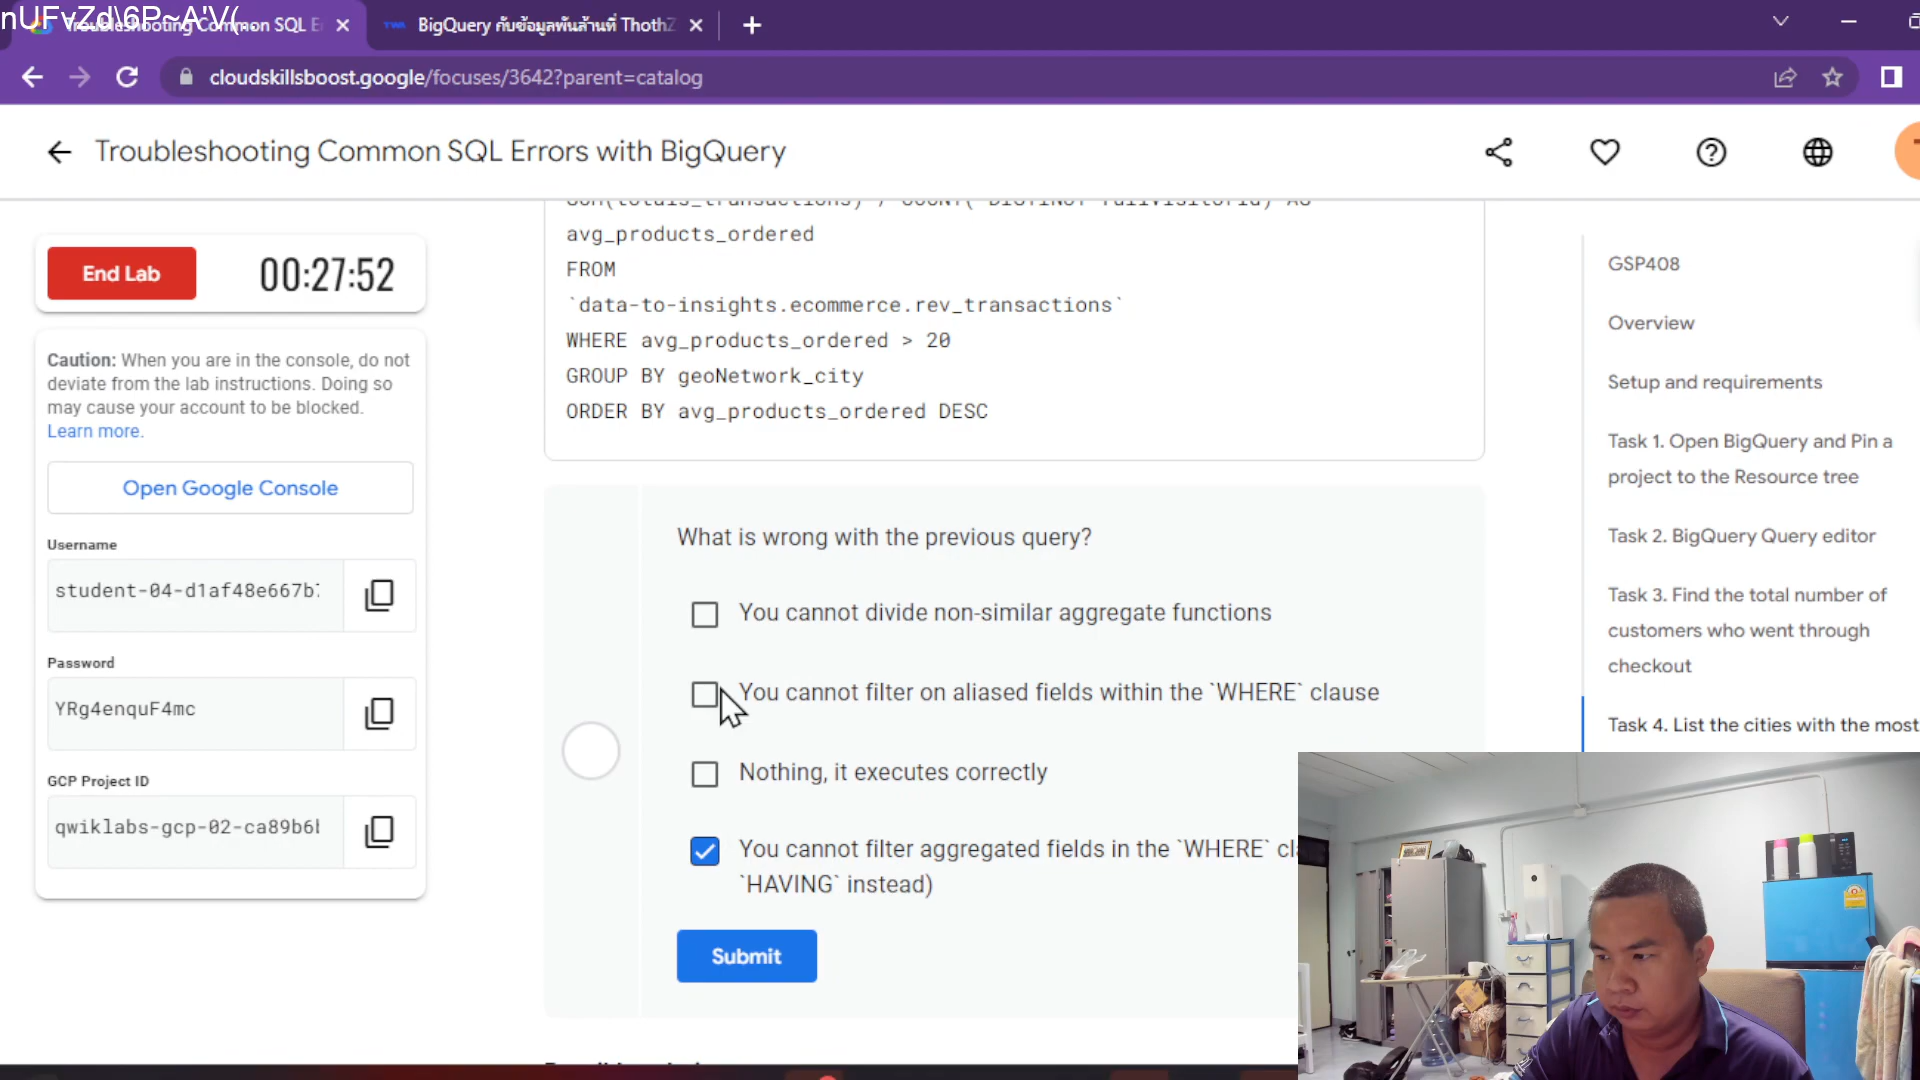 nUFvZd\6P~A'V(..
Troubleshooting Common SQL E
BigQuery กับข้อมูลพันล้านที่ ThothZ
cloudskillsboost.google/focuses/3642?parent=catalog
Troubleshooting Common SQL Errors with BigQuery
End Lab
00:27:52
Caution: When you are in the console, do not
deviate from the lab instructions. Doing so
may cause your account to be blocked.
Learn more.
Open Google Console
Username
student-04-d1af48e667b
Password
YRg4enquF4mc
GCP Project ID
qwiklabs-gcp-02-ca89b6
SUM(totals_transactions) / COUNT( DISTINCT fullVisitorId) AS
avg_products_ordered
FROM
`data-to-insights.ecommerce.rev_transactions`
WHERE avg_products_ordered > 20
GROUP BY geoNetwork_city
ORDER BY avg_products_ordered DESC
What is wrong with the previous query?
You cannot divide non-similar aggregate functions
You cannot filter on aliased fields within the `WHERE` clause
Nothing, it executes correctly
You cannot filter aggregated fields in the `WHERE` cl
`HAVING` instead)
Submit
GSP408
Overview
Setup and requirements
Task 1. Open BigQuery and Pin a
project to the Resource tree
Task 2. BigQuery Query editor
Task 3. Find the total number of
customers who went through
checkout
Task 4. List the cities with the most